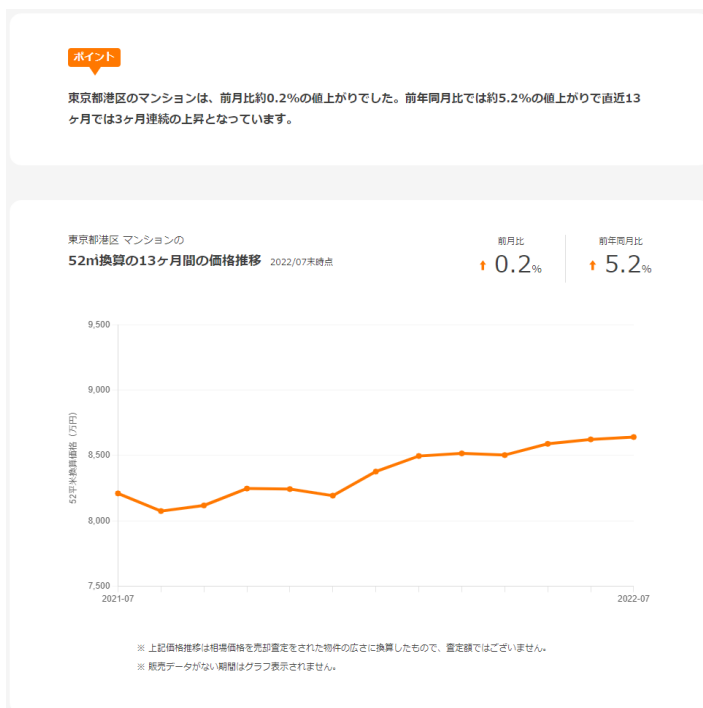 ポイント
東京都港区のマンションは、前月比約0.2%の値上がりでした。前年同月比では約5.2%の値上がりで直近13
ヶ月では3ヶ月連続の上昇となっています。
東京都港区 マンションの
52㎡換算の13ヶ月間の価格推移 2022/07末時点
前月比
0.2%
前年同月比
5.2%
52平米換算価格（万円）
9,500
9,000
8,500
8,000
7,500
2021-07
2022-07
※ 上記価格推移は相場価格を売却査定をされた物件の広さに換算したもので、査定額ではございません。
※ 販売データがない期間はグラフ表示されません。